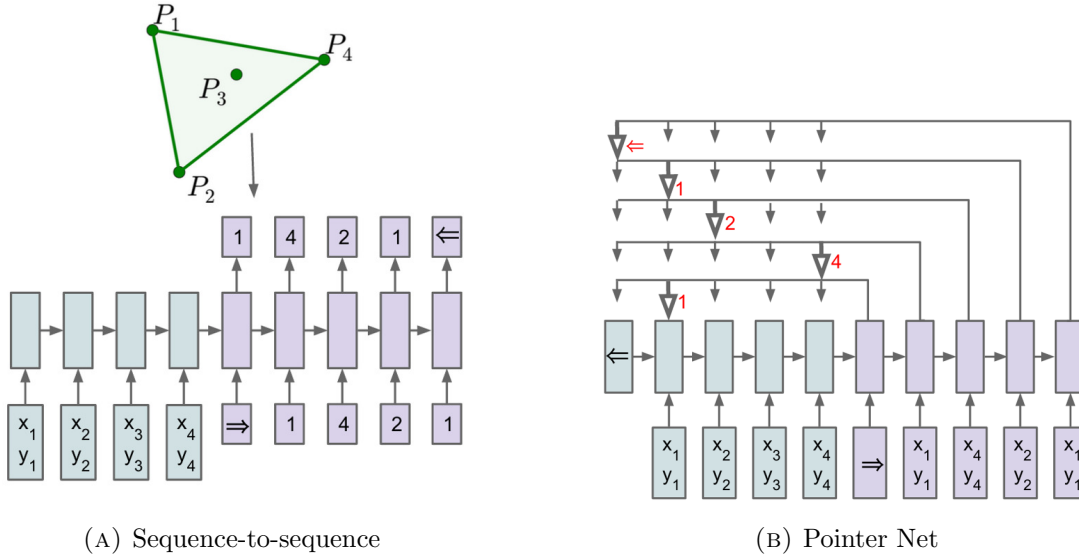 P₁
P₄
P₃
P₂
1 4 2 1 ⇐
x₁ x₂ x₃ x₄
y₁ y₂ y₃ y₄
⇒ 1 4 2 1
(A) Sequence-to-sequence
⇐
1
2
4
1
⇐
x₁ x₂ x₃ x₄ ⇒ x₁ x₄ x₂ x₁
y₁ y₂ y₃ y₄ y₁ y₄ y₂ y₁
(B) Pointer Net